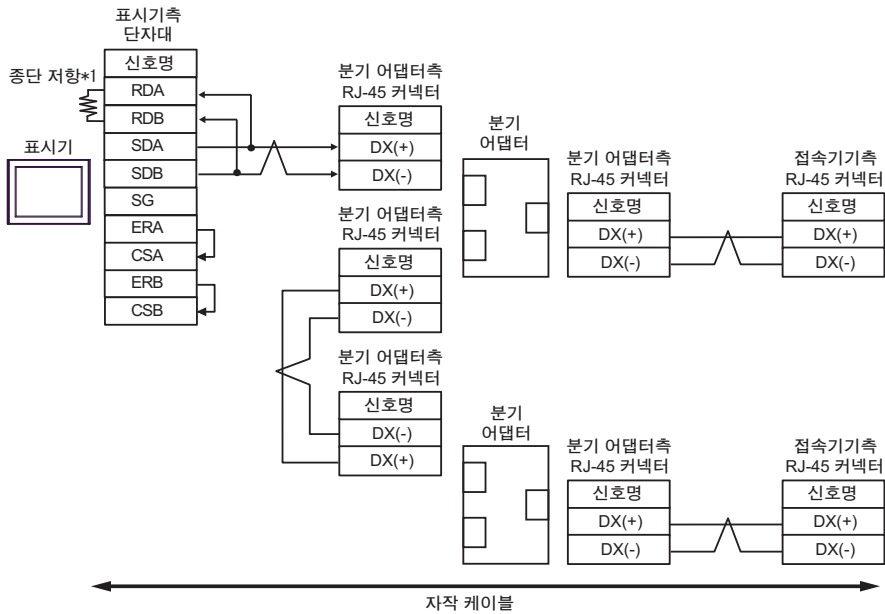 표시기측
단자대
신호명
종단 저항*1
RDA
RDB
SDA
SDB
SG
ERA
CSA
ERB
CSB
표시기
분기 어댑터측
RJ-45 커넥터
신호명
DX(+)
DX(-)
분기
어댑터
분기 어댑터측
RJ-45 커넥터
신호명
DX(+)
DX(-)
접속기기측
RJ-45 커넥터
신호명
DX(+)
DX(-)
분기 어댑터측
RJ-45 커넥터
신호명
DX(+)
DX(-)
분기 어댑터측
RJ-45 커넥터
신호명
DX(-)
DX(+)
분기
어댑터
분기 어댑터측
RJ-45 커넥터
신호명
DX(+)
DX(-)
접속기기측
RJ-45 커넥터
신호명
DX(+)
DX(-)
자작 케이블